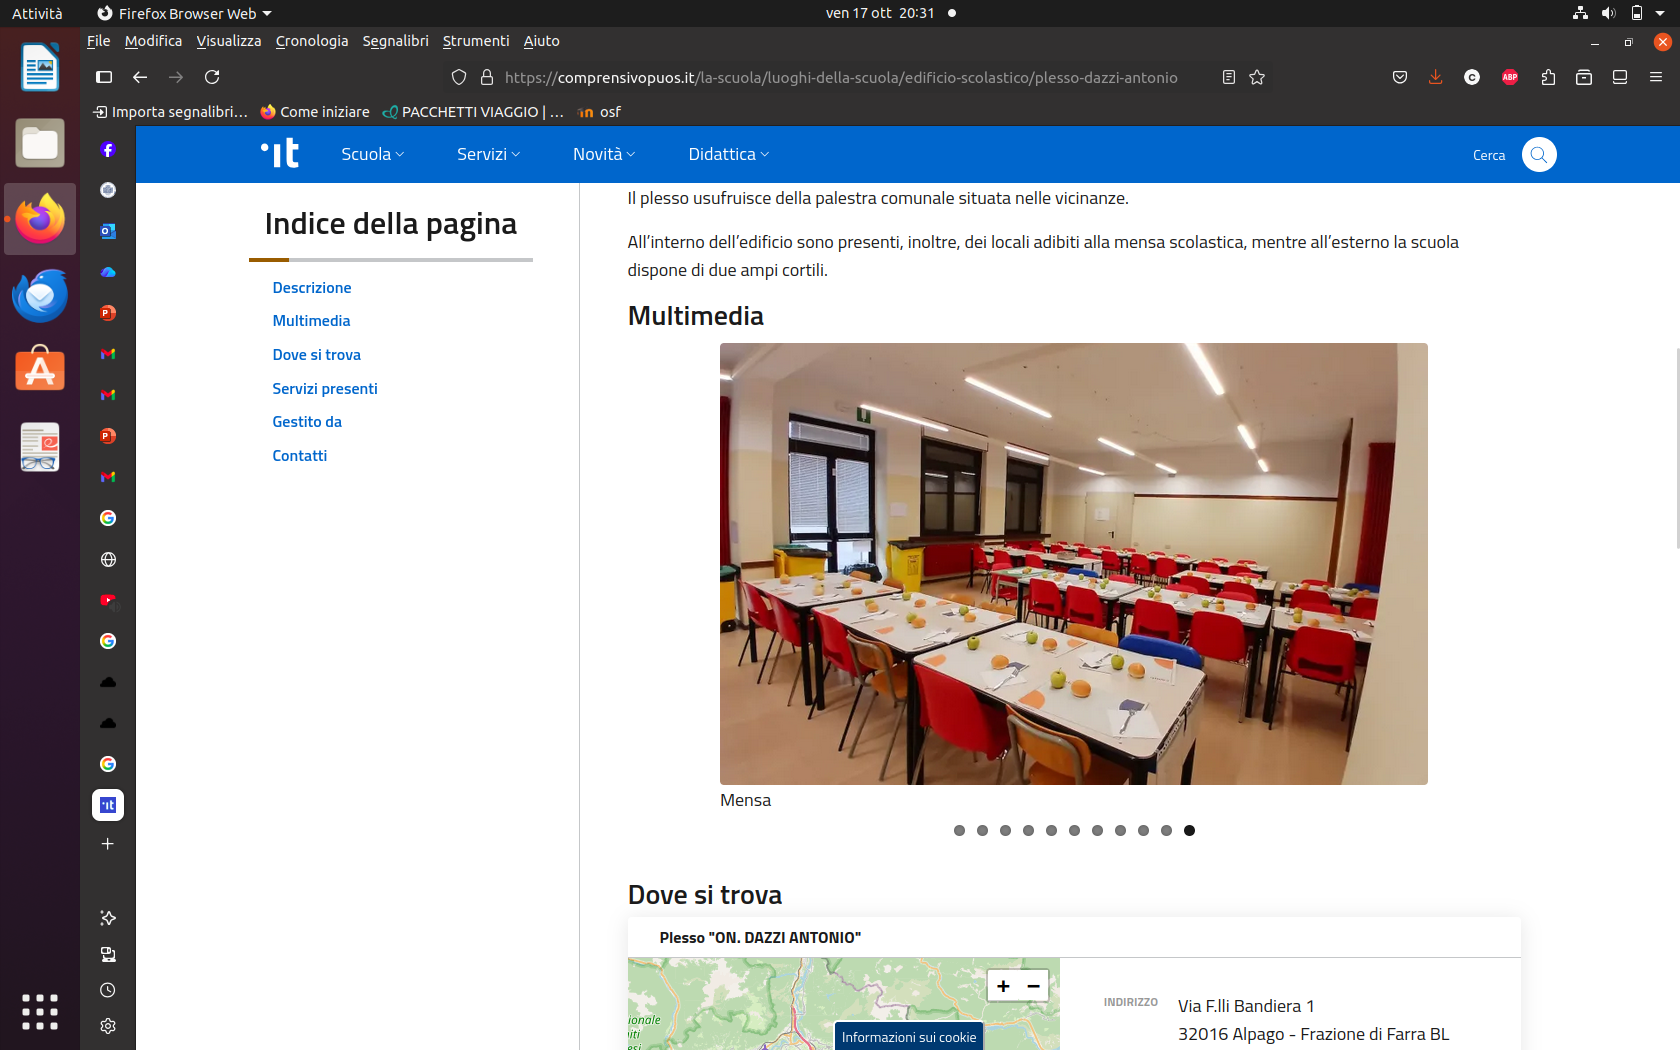 Attività
Firefox Browser Web
ven 17 ott 20:31
File Modifica Visualizza Cronologia Segnalibri Strumenti Aiuto
https://comprensivopuos.it/la-scuola/luoghi-della-scuola/edificio-scolastico/plesso-dazzi-antonio
C
ABP
Importa segnalibri…
Come iniziare
PACCHETTI VIAGGIO | …
osf
it
Scuola
Servizi
Novità
Didattica
Cerca
Indice della pagina
Descrizione
Multimedia
Dove si trova
Servizi presenti
Gestito da
Contatti
Il plesso usufruisce della palestra comunale situata nelle vicinanze.
All’interno dell’edificio sono presenti, inoltre, dei locali adibiti alla mensa scolastica, mentre all’esterno la scuola
dispone di due ampi cortili.
Multimedia
Mensa
Dove si trova
Plesso "ON. DAZZI ANTONIO"
+ −
INDIRIZZO
Via F.lli Bandiera 1
32016 Alpago - Frazione di Farra BL
Informazioni sui cookie